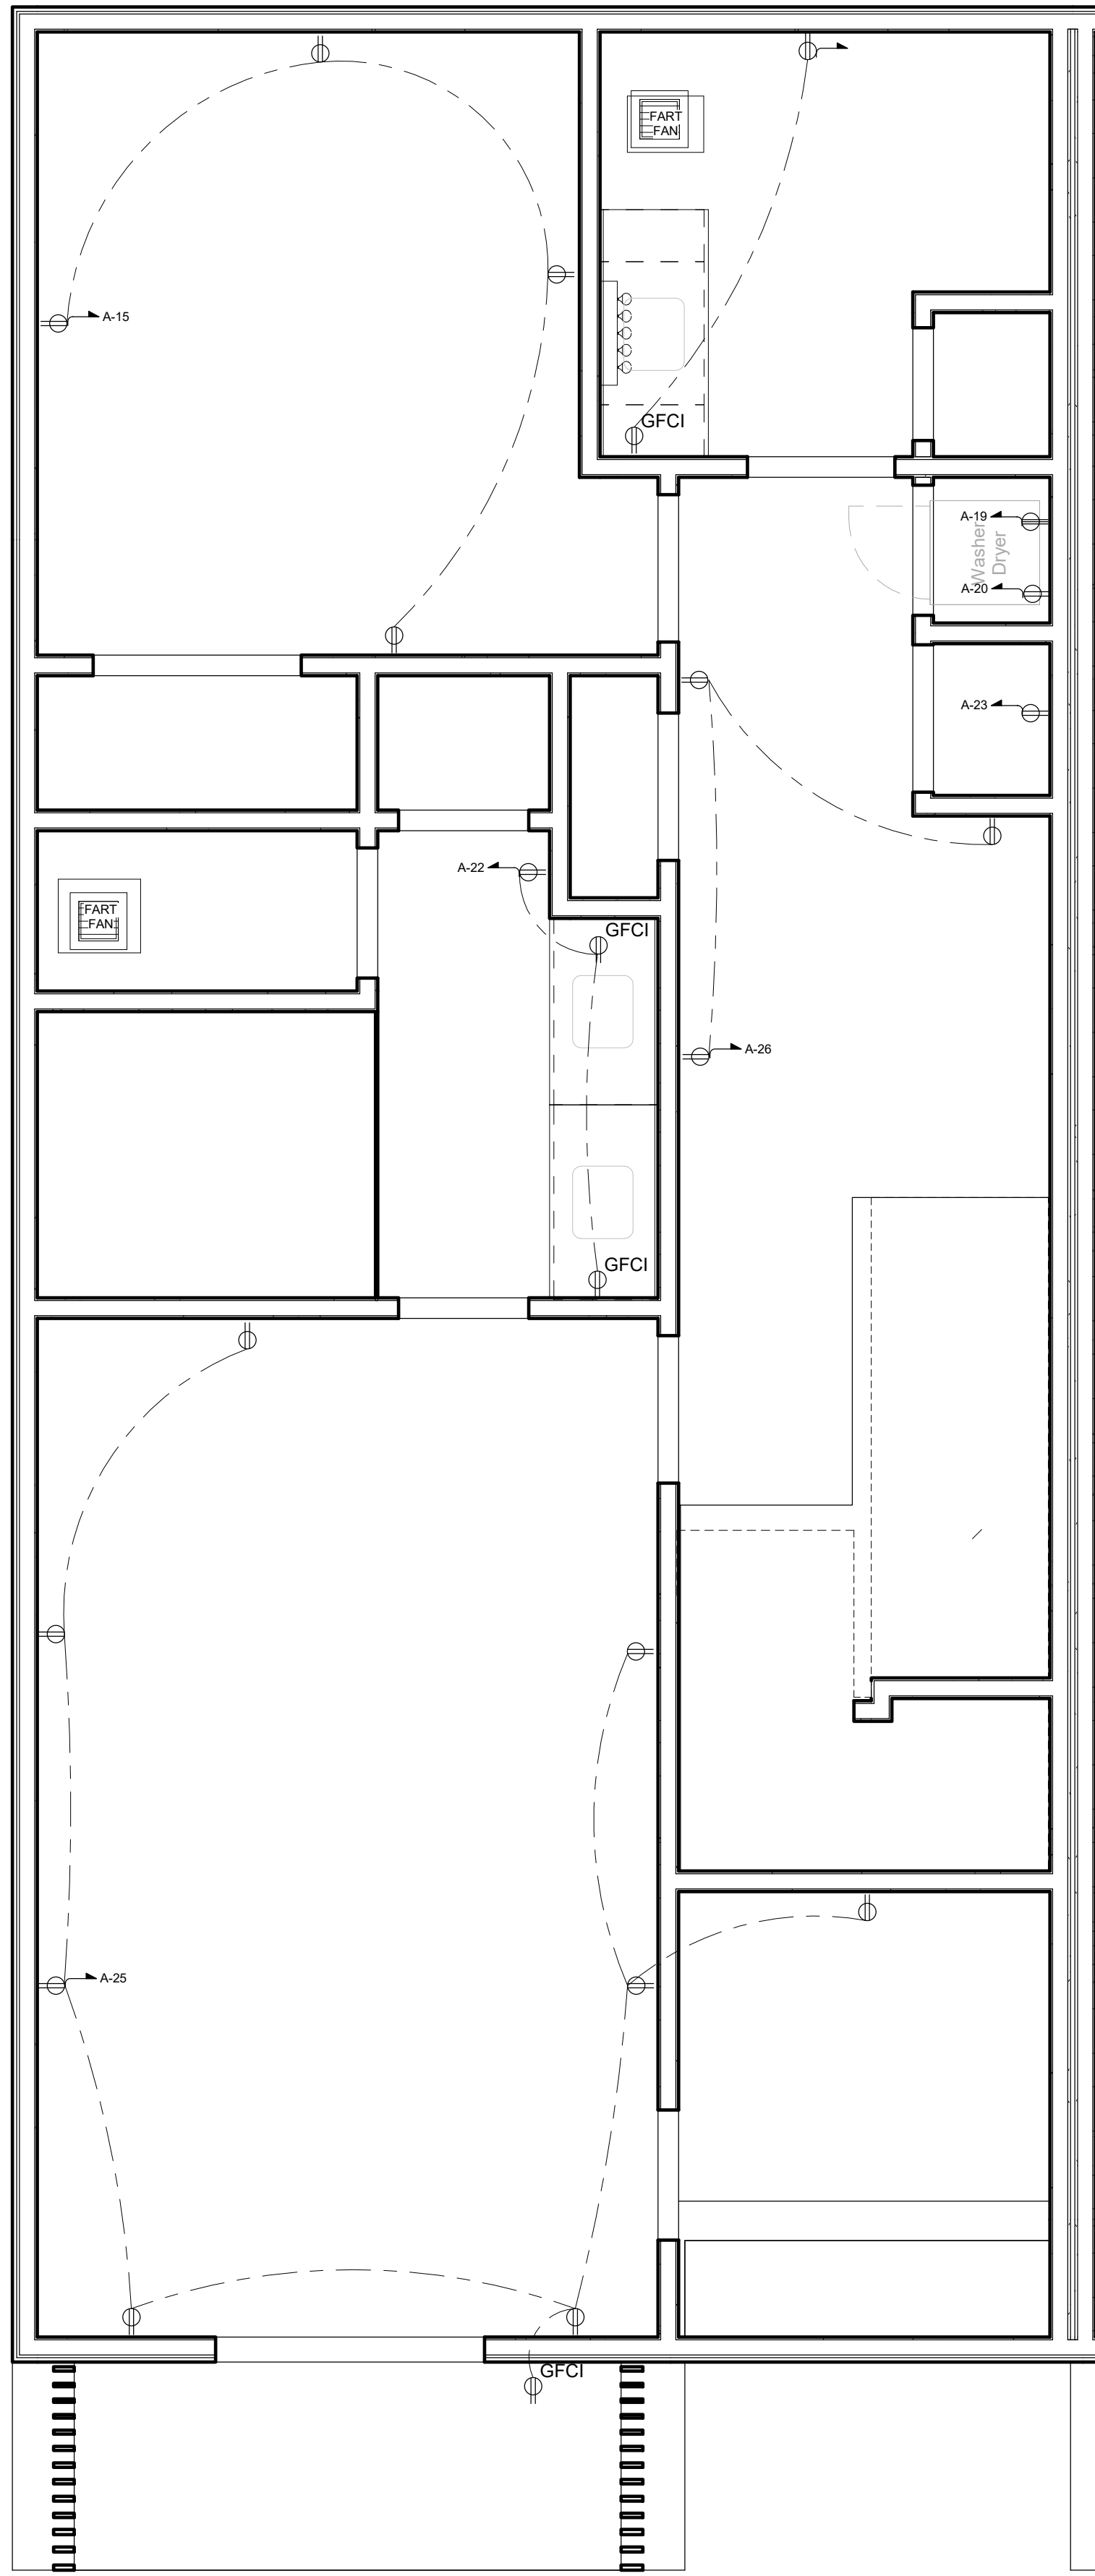 FART
FAN
A-15
GFCI
A-19
Washer
Dryer
A-20
A-23
A-22
FART
FAN
GFCI
A-26
GFCI
A-25
GFCI